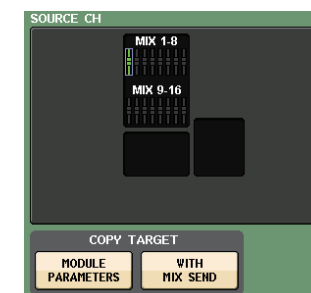 SOURCE CH
MIX 1-8
MIX 9-16
COPY TARGET
MODULE PARAMETERS
WITH MIX SEND